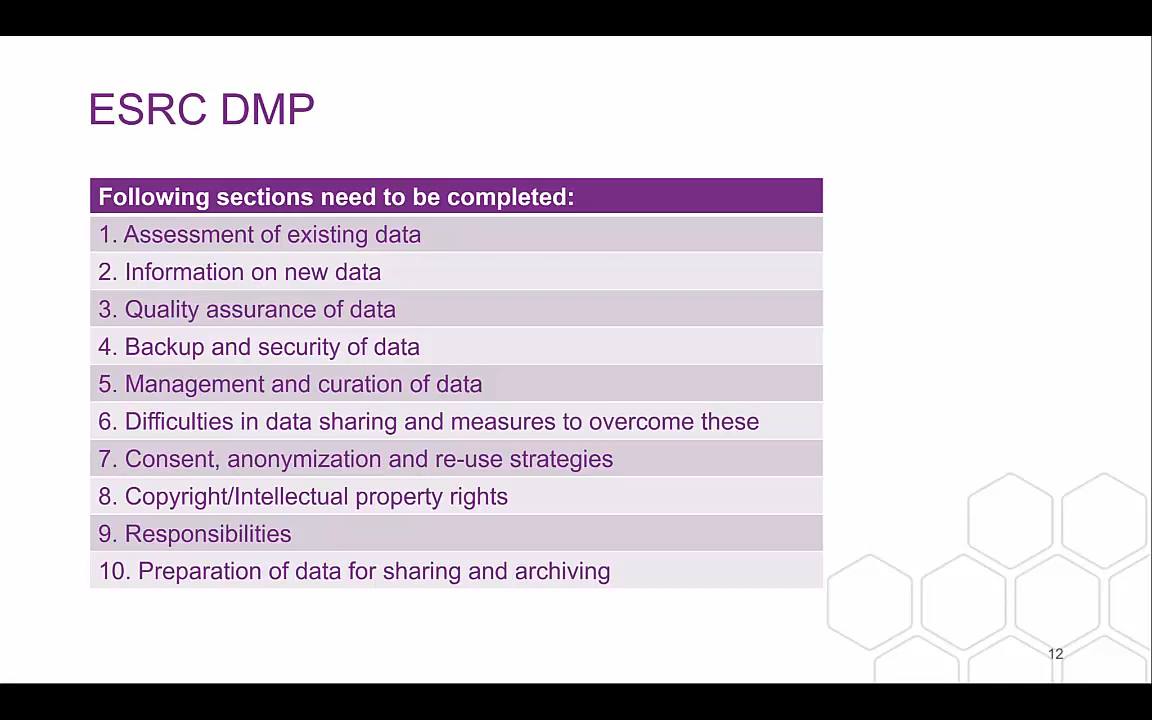 ESRC DMP
Following sections need to be completed:
1. Assessment of existing data
2. Information on new data
3. Quality assurance of data
4. Backup and security of data
5. Management and curation of data
6. Difficulties in data sharing and measures to overcome these
7. Consent, anonymization and re-use strategies
8. Copyright/Intellectual property rights
9. Responsibilities
10. Preparation of data for sharing and archiving
12